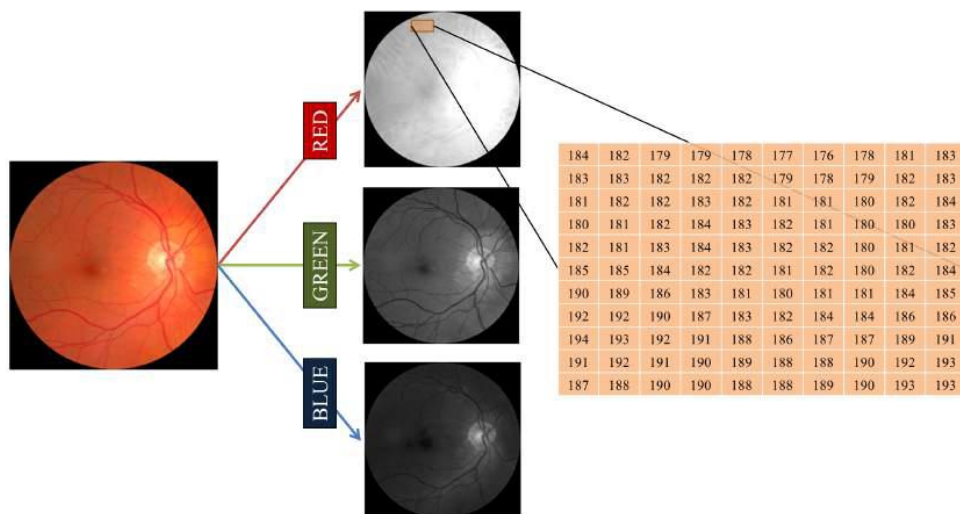 RED
GREEN
BLUE
184 182 179 179 178 177 176 178 181 183
183 183 182 182 182 179 178 179 182 183
181 182 182 183 182 181 181 180 182 184
180 181 182 184 183 182 181 180 180 183
182 181 183 184 183 182 182 180 181 182
185 185 184 182 182 181 182 180 182 184
190 189 186 183 181 180 181 181 184 185
192 192 190 187 183 182 184 184 186 186
194 193 192 191 188 186 187 187 189 191
191 192 191 190 189 188 188 190 192 193
187 188 190 190 188 188 189 190 193 193